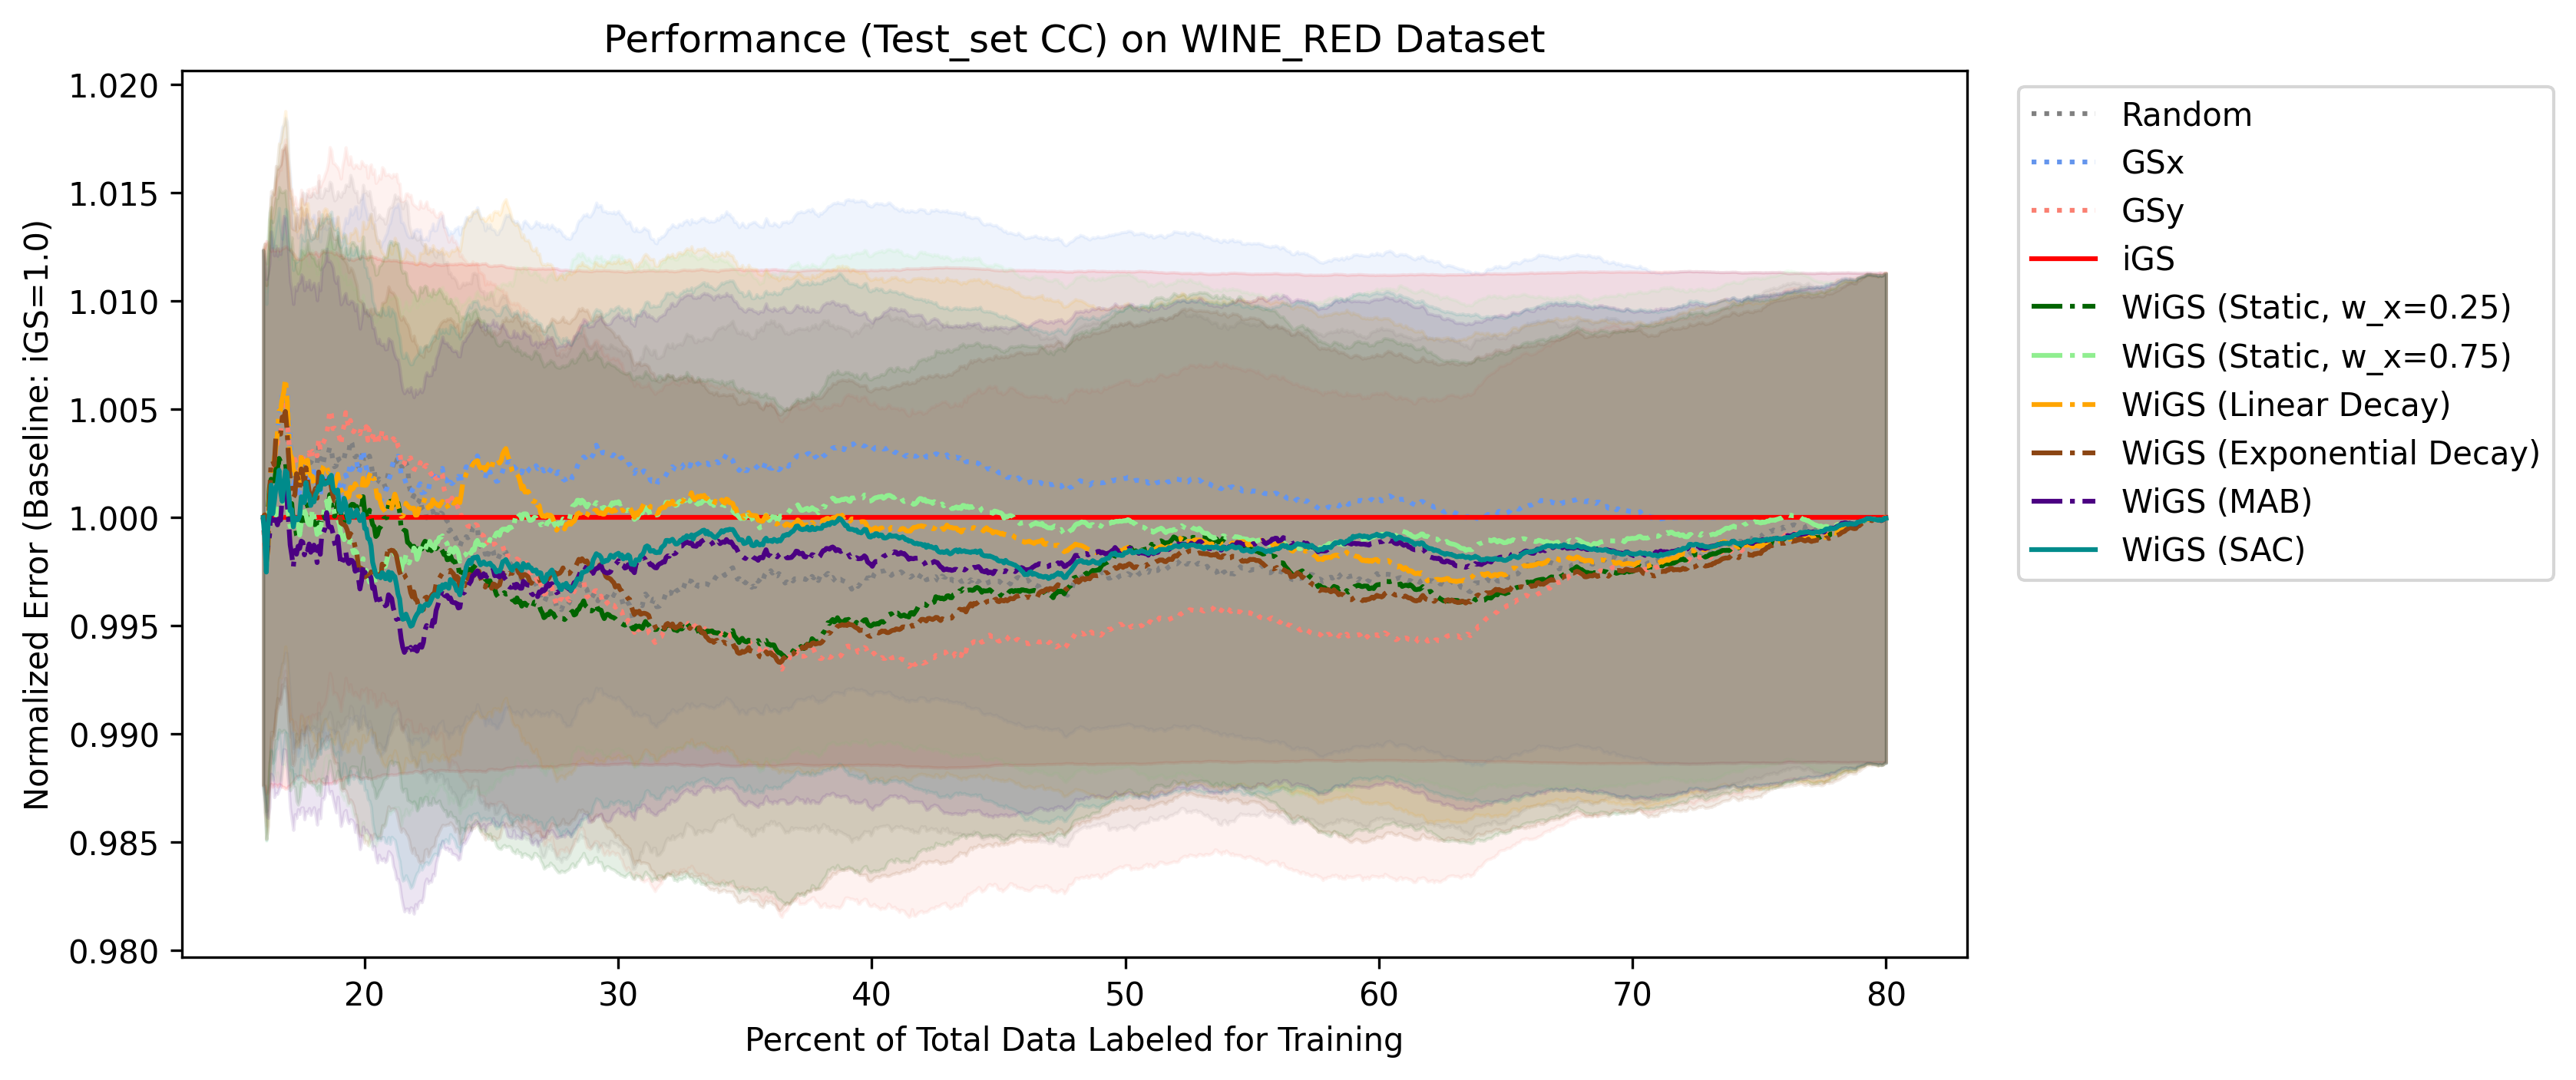 Performance (Test_set CC) on WINE_RED Dataset
Normalized Error (Baseline: iGS=1.0)
1.020
1.015
1.010
1.005
1.000
0.995
0.990
0.985
0.980
20 30 40 50 60 70 80
Percent of Total Data Labeled for Training
Random
GSx
GSy
iGS
WiGS (Static, w_x=0.25)
WiGS (Static, w_x=0.75)
WiGS (Linear Decay)
WiGS (Exponential Decay)
WiGS (MAB)
WiGS (SAC)